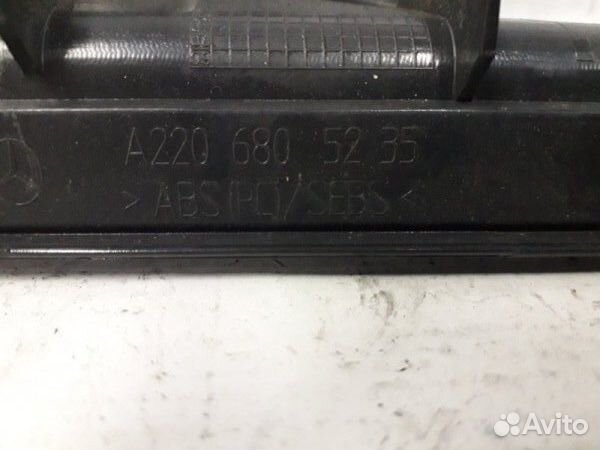 A220 680 52 35
> ABS(PC)/SEBS <
Avito